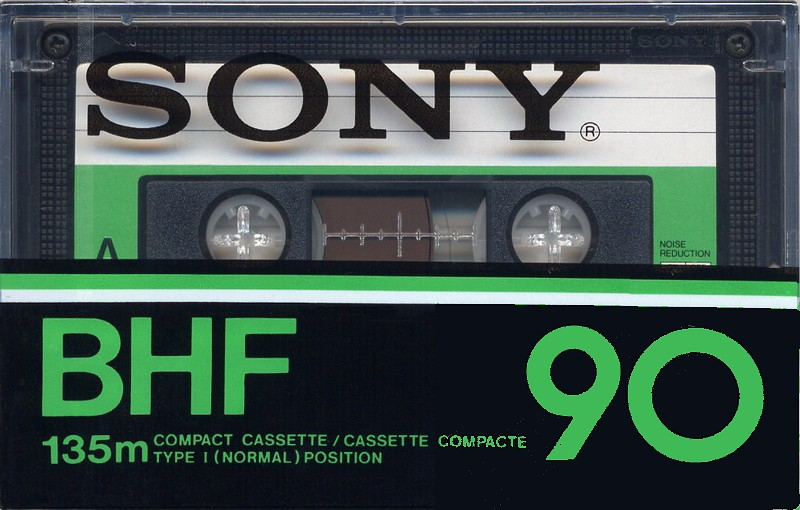 SONY
SONY®
A
NOISE
REDUCTION
BHF
90
135m
COMPACT CASSETTE / CASSETTE COMPACTE
TYPE I (NORMAL) POSITION